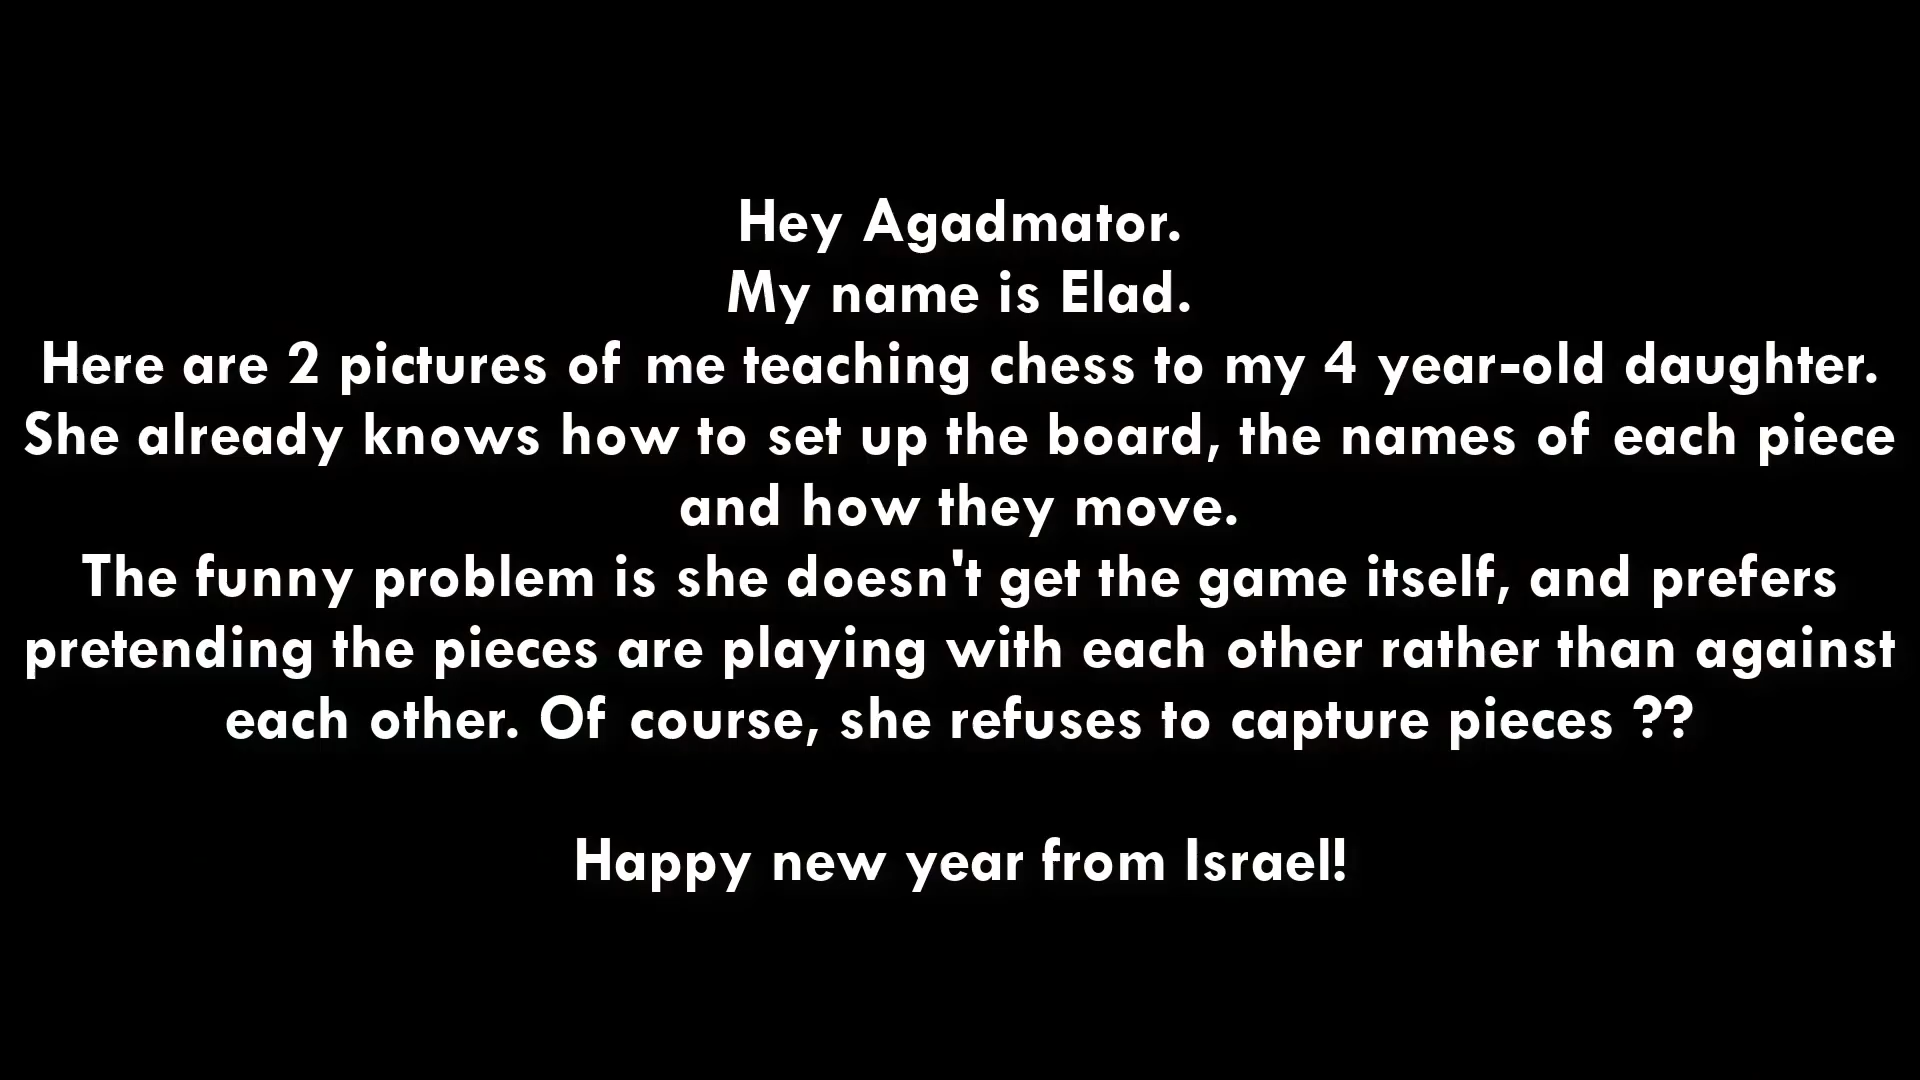 Hey Agadmator.
My name is Elad.
Here are 2 pictures of me teaching chess to my 4 year-old daughter.
She already knows how to set up the board, the names of each piece
and how they move.
The funny problem is she doesn't get the game itself, and prefers
pretending the pieces are playing with each other rather than against
each other. Of course, she refuses to capture pieces ??
Happy new year from Israel!